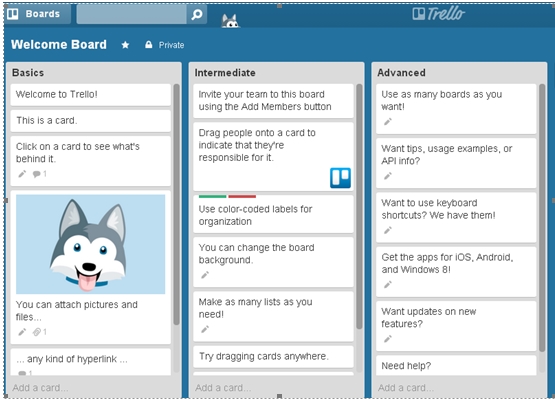 Boards
Trello
Welcome Board
Private
Basics
Welcome to Trello!
This is a card.
Click on a card to see what's
behind it.
1
You can attach pictures and
files...
1
... any kind of hyperlink ...
1
Add a card...
Intermediate
Invite your team to this board
using the Add Members button
Drag people onto a card to
indicate that they're
responsible for it.
Use color-coded labels for
organization
You can change the board
background.
Make as many lists as you
need!
Try dragging cards anywhere.
Add a card...
Advanced
Use as many boards as you
want!
Want tips, usage examples, or
API info?
Want to use keyboard
shortcuts? We have them!
Get the apps for iOS, Android,
and Windows 8!
Want updates on new
features?
Need help?
Add a card...